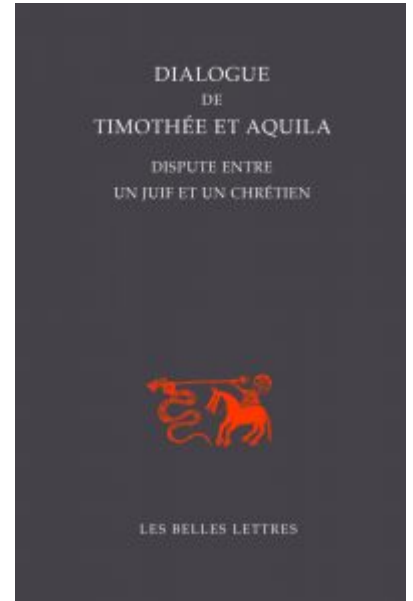 DIALOGUE
DE
TIMOTHÉE ET AQUILA
DISPUTE ENTRE
UN JUIF ET UN CHRÉTIEN
LES BELLES LETTRES